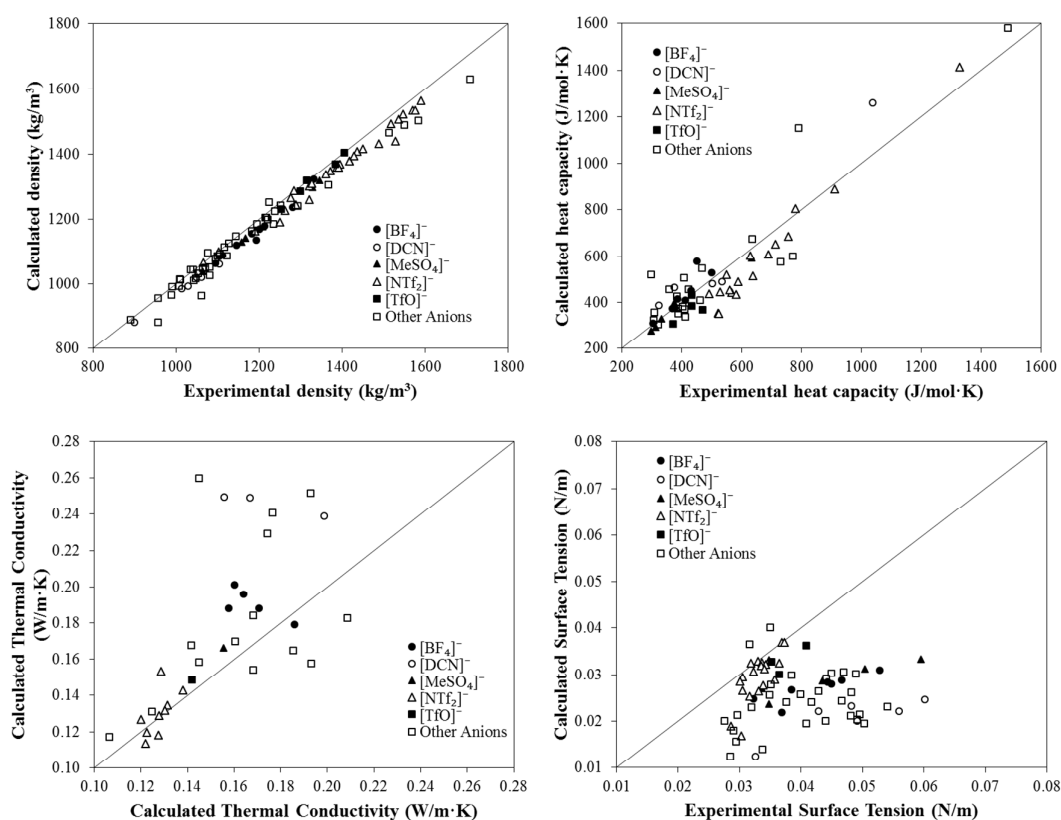 1800
1600
1400
1200
1000
800
800 1000 1200 1400 1600 1800
Calculated density (kg/m³)
Experimental density (kg/m³)
[BF₄]⁻
[DCN]⁻
[MeSO₄]⁻
[NTf₂]⁻
[TfO]⁻
Other Anions
1600
1400
1200
1000
800
600
400
200
200 400 600 800 1000 1200 1400 1600
Calculated heat capacity (J/mol·K)
Experimental heat capacity (J/mol·K)
[BF₄]⁻
[DCN]⁻
[MeSO₄]⁻
[NTf₂]⁻
[TfO]⁻
Other Anions
0.28
0.26
0.24
0.22
0.20
0.18
0.16
0.14
0.12
0.10
0.10 0.12 0.14 0.16 0.18 0.20 0.22 0.24 0.26 0.28
Calculated Thermal Conductivity
(W/m·K)
Calculated Thermal Conductivity (W/m·K)
[BF₄]⁻
[DCN]⁻
[MeSO₄]⁻
[NTf₂]⁻
[TfO]⁻
Other Anions
0.08
0.07
0.06
0.05
0.04
0.03
0.02
0.01
0.01 0.02 0.03 0.04 0.05 0.06 0.07 0.08
Calculated Surface Tension (N/m)
Experimental Surface Tension (N/m)
[BF₄]⁻
[DCN]⁻
[MeSO₄]⁻
[NTf₂]⁻
[TfO]⁻
Other Anions